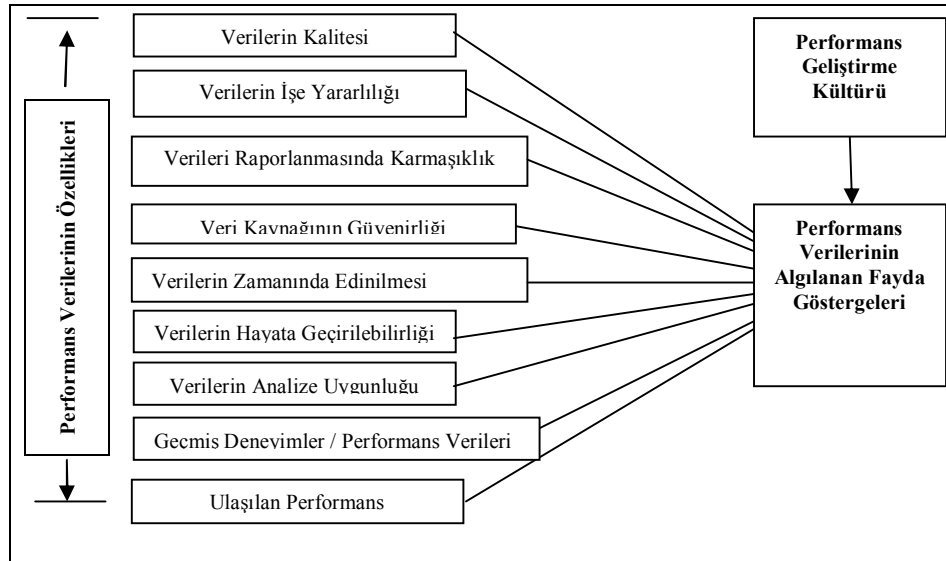 Performans Verilerinin Özellikleri
Verilerin Kalitesi
Verilerin İşe Yararlılığı
Verileri Raporlanmasında Karmaşıklık
Veri Kaynağının Güvenirliği
Verilerin Zamanında Edinilmesi
Verilerin Hayata Geçirilebilirliği
Verilerin Analize Uygunluğu
Geçmiş Deneyimler / Performans Verileri
Ulaşılan Performans
Performans
Geliştirme
Kültürü
Performans
Verilerinin
Algılanan Fayda
Göstergeleri